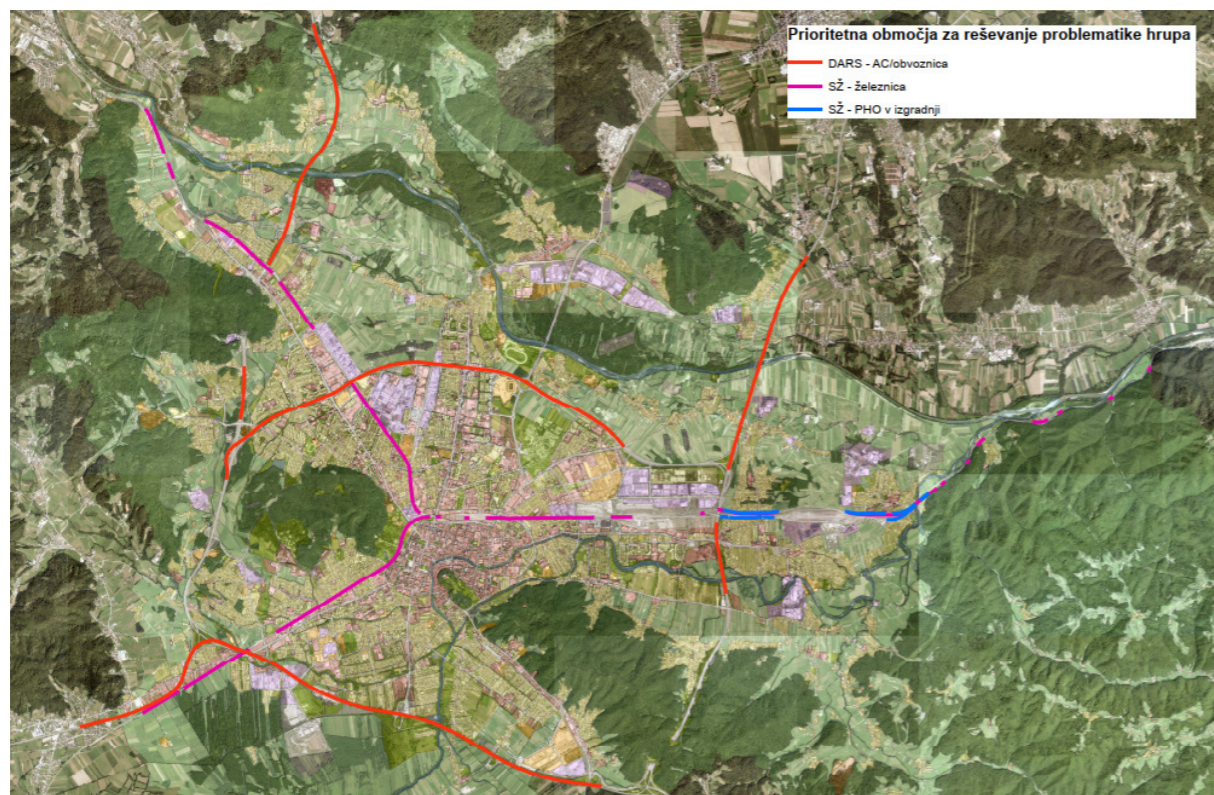 Prioritetna območja za reševanje problematike hrupa
DARS - AC/obvoznica
SŽ - železnica
SŽ - PHO v izgradnji